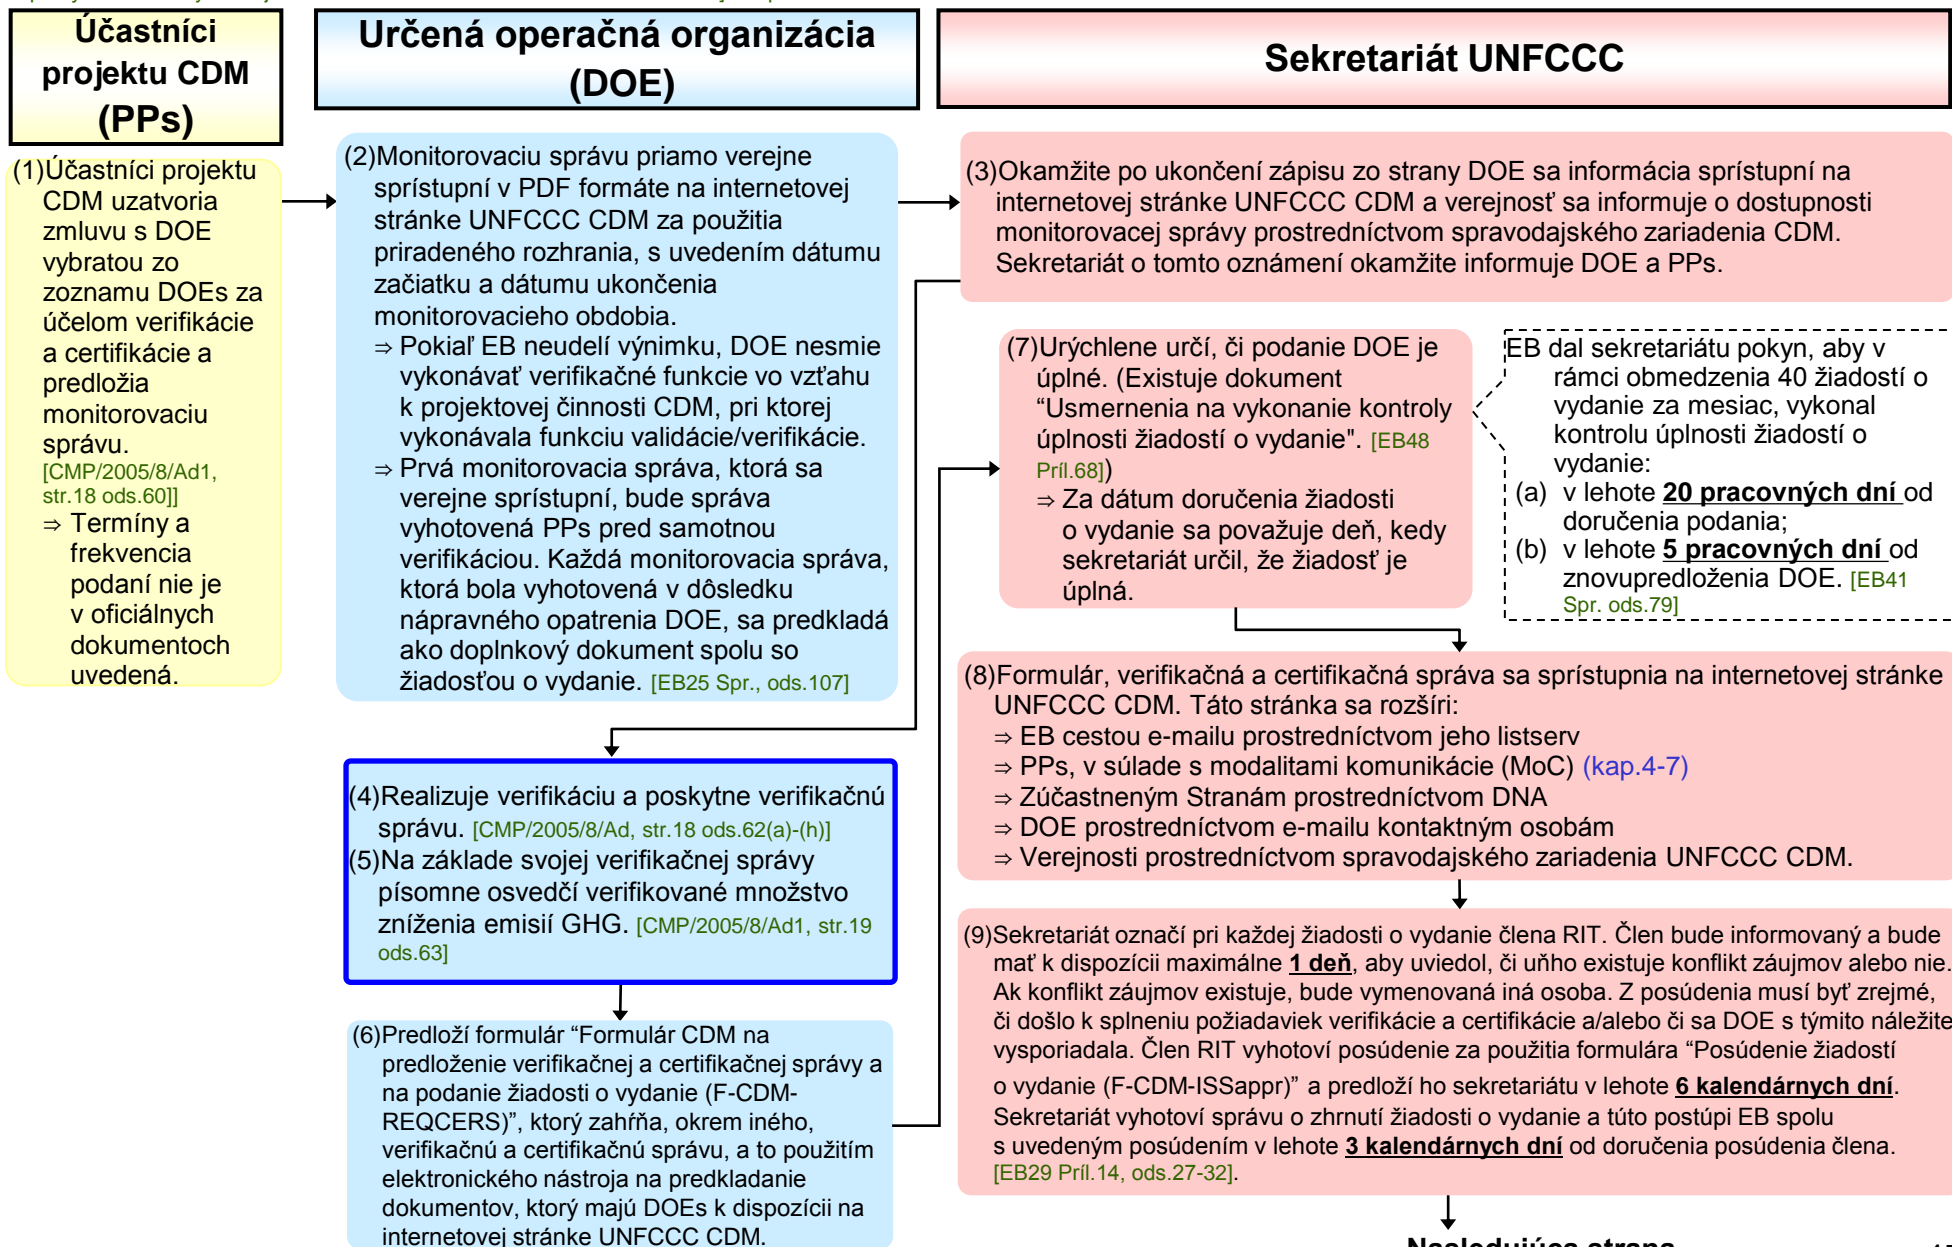 Účastníci
projektu CDM
(PPs)
Určená operačná organizácia
(DOE)
Sekretariát UNFCCC
(1)Účastníci projektu
CDM uzatvoria
zmluvu s DOE
vybratou zo
zoznamu DOEs za
účelom verifikácie
a certifikácie a
predložia
monitorovaciu
správu.
[CMP/2005/8/Ad1,
str.18 ods.60]]
⇒ Termíny a
frekvencia
podaní nie je
v oficiálnych
dokumentoch
uvedená.
(2)Monitorovaciu správu priamo verejne
sprístupní v PDF formáte na internetovej
stránke UNFCCC CDM za použitia
priradeného rozhrania, s uvedením dátumu
začiatku a dátumu ukončenia
monitorovacieho obdobia.
⇒ Pokiaľ EB neudelí výnimku, DOE nesmie
vykonávať verifikačné funkcie vo vzťahu
k projektovej činnosti CDM, pri ktorej
vykonávala funkciu validácie/verifikácie.
⇒ Prvá monitorovacia správa, ktorá sa
verejne sprístupní, bude správa
vyhotovená PPs pred samotnou
verifikáciou. Každá monitorovacia správa,
ktorá bola vyhotovená v dôsledku
nápravného opatrenia DOE, sa predkladá
ako doplnkový dokument spolu so
žiadosťou o vydanie. [EB25 Spr., ods.107]
(3)Okamžite po ukončení zápisu zo strany DOE sa informácia sprístupní na
internetovej stránke UNFCCC CDM a verejnosť sa informuje o dostupnosti
monitorovacej správy prostredníctvom spravodajského zariadenia CDM.
Sekretariát o tomto oznámení okamžite informuje DOE a PPs.
(4)Realizuje verifikáciu a poskytne verifikačnú
správu. [CMP/2005/8/Ad, str.18 ods.62(a)-(h)]
(5)Na základe svojej verifikačnej správy
písomne osvedčí verifikované množstvo
zníženia emisií GHG. [CMP/2005/8/Ad1, str.19
ods.63]
(6)Predloží formulár “Formulár CDM na
predloženie verifikačnej a certifikačnej správy a
na podanie žiadosti o vydanie (F-CDM-
REQCERS)”, ktorý zahŕňa, okrem iného,
verifikačnú a certifikačnú správu, a to použitím
elektronického nástroja na predkladanie
dokumentov, ktorý majú DOEs k dispozícii na
internetovej stránke UNFCCC CDM.
(7)Urýchlene určí, či podanie DOE je
úplné. (Existuje dokument
“Usmernenia na vykonanie kontroly
úplnosti žiadostí o vydanie". [EB48
Príl.68])
⇒ Za dátum doručenia žiadosti
o vydanie sa považuje deň, kedy
sekretariát určil, že žiadosť je
úplná.
EB dal sekretariátu pokyn, aby v
rámci obmedzenia 40 žiadostí o
vydanie za mesiac, vykonal
kontrolu úplnosti žiadostí o
vydanie:
(a) v lehote 20 pracovných dní od
doručenia podania;
(b) v lehote 5 pracovných dní od
znovupredloženia DOE. [EB41
Spr. ods.79]
(8)Formulár, verifikačná a certifikačná správa sa sprístupnia na internetovej stránke
UNFCCC CDM. Táto stránka sa rozšíri:
⇒ EB cestou e-mailu prostredníctvom jeho listserv
⇒ PPs, v súlade s modalitami komunikácie (MoC) (kap.4-7)
⇒ Zúčastneným Stranám prostredníctvom DNA
⇒ DOE prostredníctvom e-mailu kontaktným osobám
⇒ Verejnosti prostredníctvom spravodajského zariadenia UNFCCC CDM.
(9)Sekretariát označí pri každej žiadosti o vydanie člena RIT. Člen bude informovaný a bude
mať k dispozícii maximálne 1 deň, aby uviedol, či uňho existuje konflikt záujmov alebo nie.
Ak konflikt záujmov existuje, bude vymenovaná iná osoba. Z posúdenia musí byť zrejmé,
či došlo k splneniu požiadaviek verifikácie a certifikácie a/alebo či sa DOE s týmito náležite
vysporiadala. Člen RIT vyhotoví posúdenie za použitia formulára “Posúdenie žiadostí
o vydanie (F-CDM-ISSappr)” a predloží ho sekretariátu v lehote 6 kalendárnych dní.
Sekretariát vyhotoví správu o zhrnutí žiadosti o vydanie a túto postúpi EB spolu
s uvedeným posúdením v lehote 3 kalendárnych dní od doručenia posúdenia člena.
[EB29 Príl.14, ods.27-32].
Nasledujúca strana